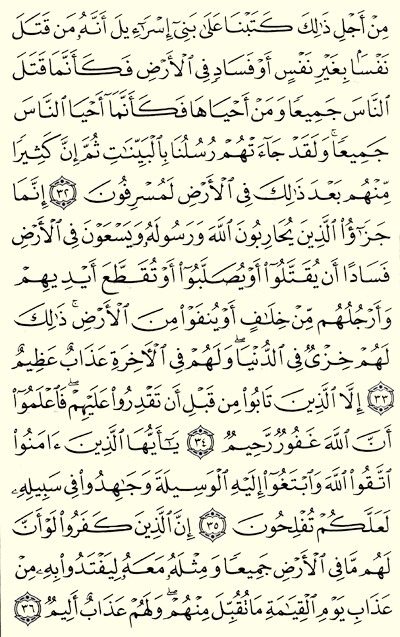 مِنْ أَجْلِ ذَٰلِكَ كَتَبْنَا عَلَىٰ بَنِىٓ إِسْرَٰٓءِيلَ أَنَّهُۥ مَن قَتَلَ
نَفْسًۢا بِغَيْرِ نَفْسٍ أَوْ فَسَادٍ فِى ٱلْأَرْضِ فَكَأَنَّمَا قَتَلَ
ٱلنَّاسَ جَمِيعًا وَمَنْ أَحْيَاهَا فَكَأَنَّمَآ أَحْيَا ٱلنَّاسَ
جَمِيعًا ۚ وَلَقَدْ جَآءَتْهُمْ رُسُلُنَا بِٱلْبَيِّنَٰتِ ثُمَّ إِنَّ كَثِيرًا
مِّنْهُم بَعْدَ ذَٰلِكَ فِى ٱلْأَرْضِ لَمُسْرِفُونَ ٣٢ إِنَّمَا
جَزَٰٓؤُا۟ ٱلَّذِينَ يُحَارِبُونَ ٱللَّهَ وَرَسُولَهُۥ وَيَسْعَوْنَ فِى ٱلْأَرْضِ
فَسَادًا أَن يُقَتَّلُوٓا۟ أَوْ يُصَلَّبُوٓا۟ أَوْ تُقَطَّعَ أَيْدِيهِمْ
وَأَرْجُلُهُم مِّنْ خِلَٰفٍ أَوْ يُنفَوْا۟ مِنَ ٱلْأَرْضِ ۚ ذَٰلِكَ
لَهُمْ خِزْىٌ فِى ٱلدُّنْيَا ۖ وَلَهُمْ فِى ٱلْءَاخِرَةِ عَذَابٌ عَظِيمٌ
٣٣ إِلَّا ٱلَّذِينَ تَابُوا۟ مِن قَبْلِ أَن تَقْدِرُوا۟ عَلَيْهِمْ ۖ فَٱعْلَمُوٓا۟
أَنَّ ٱللَّهَ غَفُورٌ رَّحِيمٌ ٣٤ يَٰٓأَيُّهَا ٱلَّذِينَ ءَامَنُوا۟
ٱتَّقُوا۟ ٱللَّهَ وَٱبْتَغُوٓا۟ إِلَيْهِ ٱلْوَسِيلَةَ وَجَٰهِدُوا۟ فِى سَبِيلِهِۦ
لَعَلَّكُمْ تُفْلِحُونَ ٣٥ إِنَّ ٱلَّذِينَ كَفَرُوا۟ لَوْ أَنَّ
لَهُم مَّا فِى ٱلْأَرْضِ جَمِيعًا وَمِثْلَهُۥ مَعَهُۥ لِيَفْتَدُوا۟ بِهِۦ مِنْ
عَذَابِ يَوْمِ ٱلْقِيَٰمَةِ مَا تُقُبِّلَ مِنْهُمْ ۖ وَلَهُمْ عَذَابٌ أَلِيمٌ ٣٦